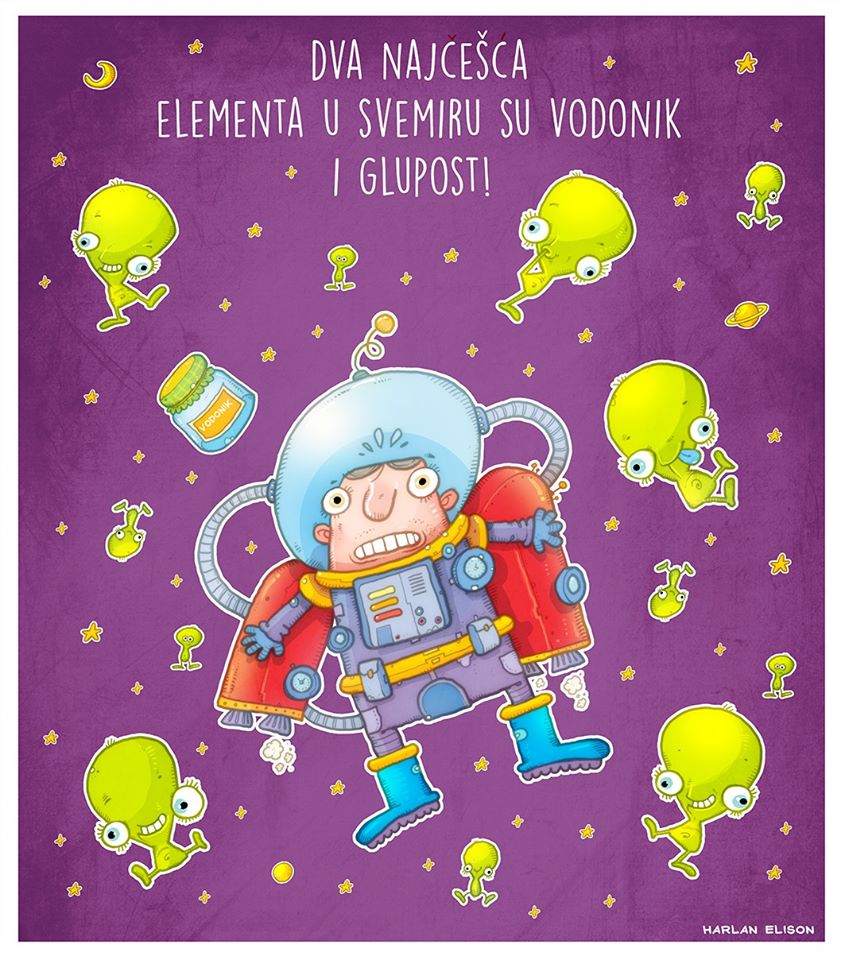 DVA NAJČEŠĆA
ELEMENTA U SVEMIRU SU VODONIK
I GLUPOST!
VODONIK
HARLAN ELISON